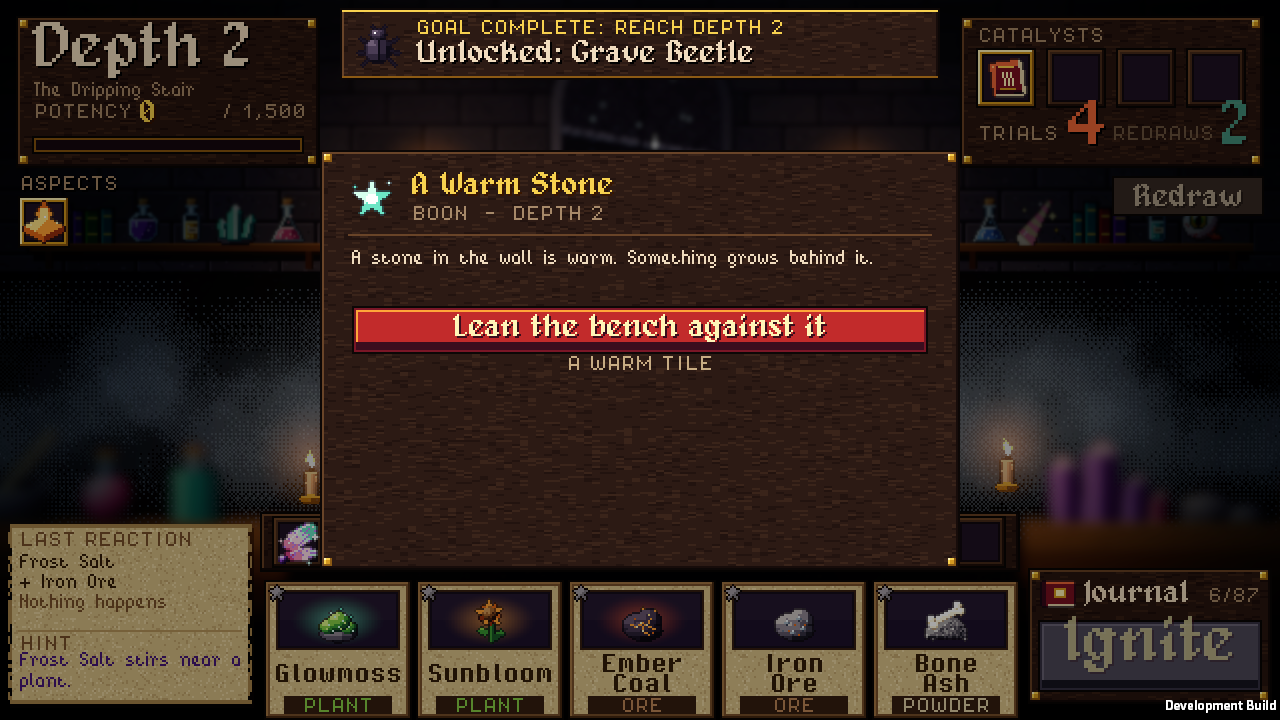 Depth 2
The Dripping Stair
POTENCY 0 / 1,500
ASPECTS
GOAL COMPLETE: REACH DEPTH 2
Unlocked: Grave Beetle
CATALYSTS
TRIALS 4 REDRAWS 2
Redraw
A Warm Stone
BOON - DEPTH 2
A stone in the wall is warm. Something grows behind it.
Lean the bench against it
A WARM TILE
LAST REACTION
Frost Salt
+ Iron Ore
Nothing happens
HINT
Frost Salt stirs near a
plant.
Glowmoss
PLANT
Sunbloom
PLANT
Ember
Coal
ORE
Iron
Ore
ORE
Bone
Ash
POWDER
Journal 6/87
Ignite
Development Build